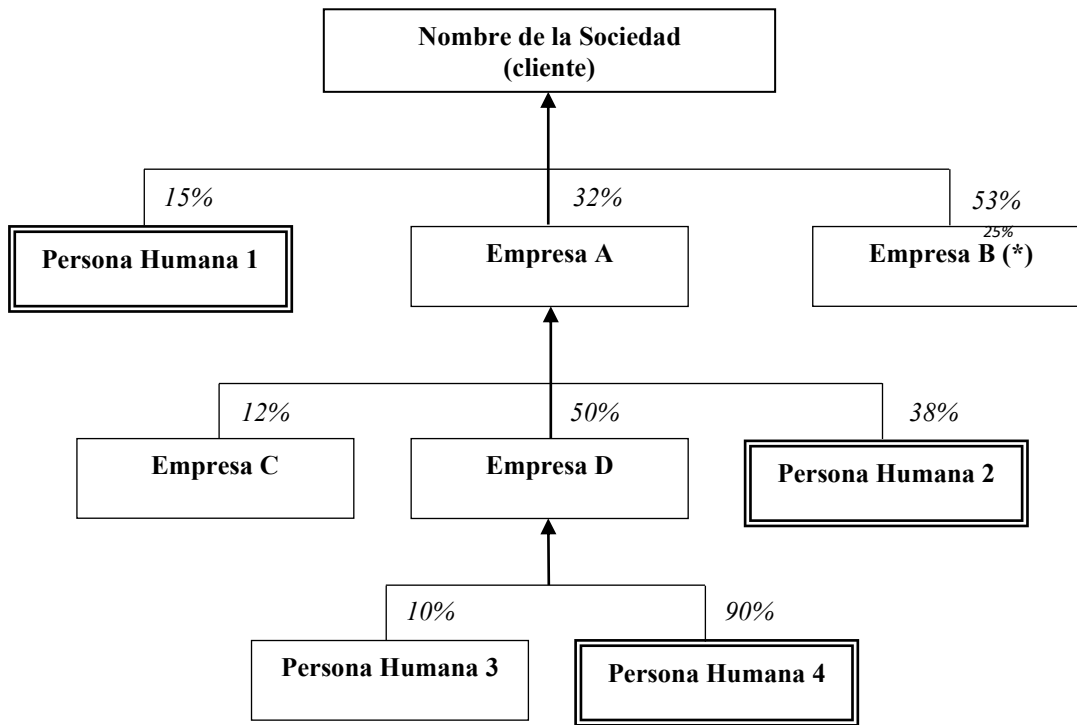 Nombre de la Sociedad
(cliente)
15%
32%
53%
25%
Persona Humana 1
Empresa A
Empresa B (*)
12%
50%
38%
Empresa C
Empresa D
Persona Humana 2
10%
90%
Persona Humana 3
Persona Humana 4